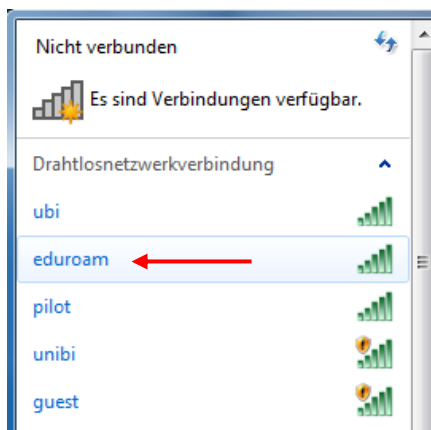 Nicht verbunden
Es sind Verbindungen verfügbar.
Drahtlosnetzwerkverbindung
ubi
eduroam
pilot
unibi
guest